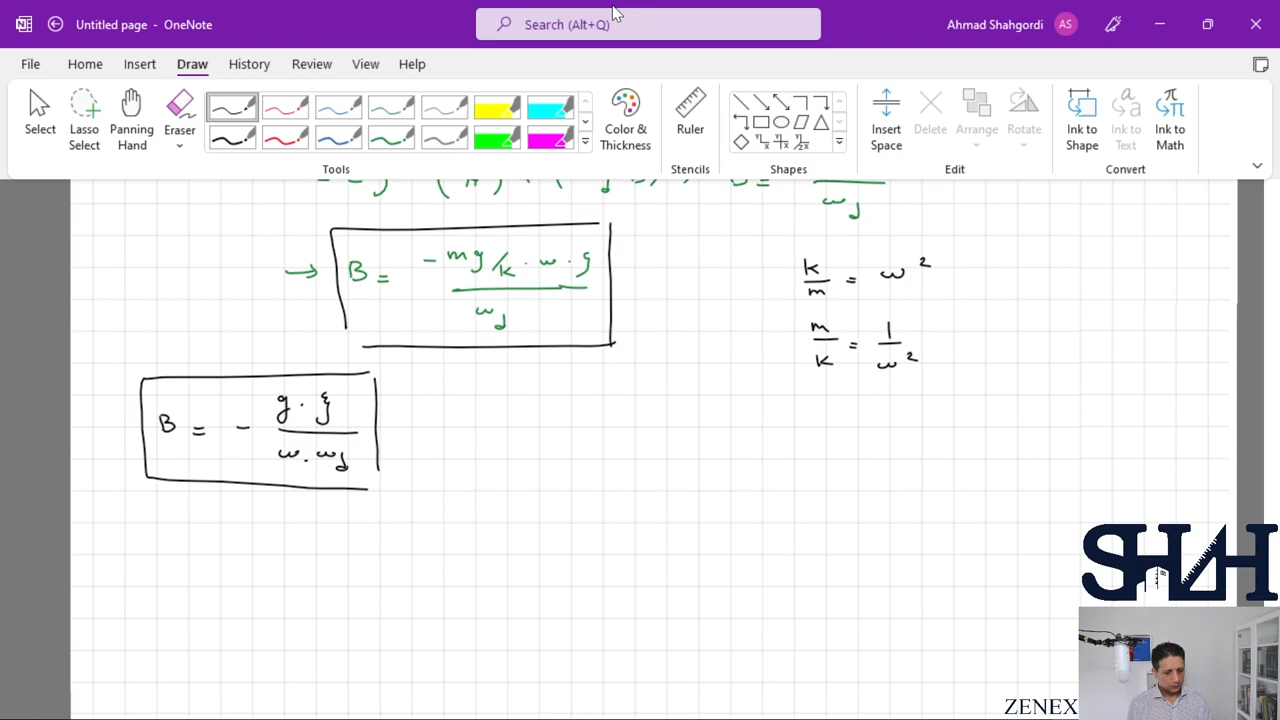 Untitled page - OneNote
Search (Alt+Q)
Ahmad Shahgordi
AS
File Home Insert Draw History Review View Help
Select
Lasso Select
Panning Hand
Eraser
Color & Thickness
Ruler
Insert Space
Delete
Arrange
Rotate
Ink to Shape
Ink to Text
Ink to Math
Tools
Stencils
Shapes
Edit
Convert
ωd
→ B = -mg/k · ω · ξ / ωd
k/m = ω²
m/k = 1/ω²
B = - g · ξ / ω · ωd
SHAH
ZENEX